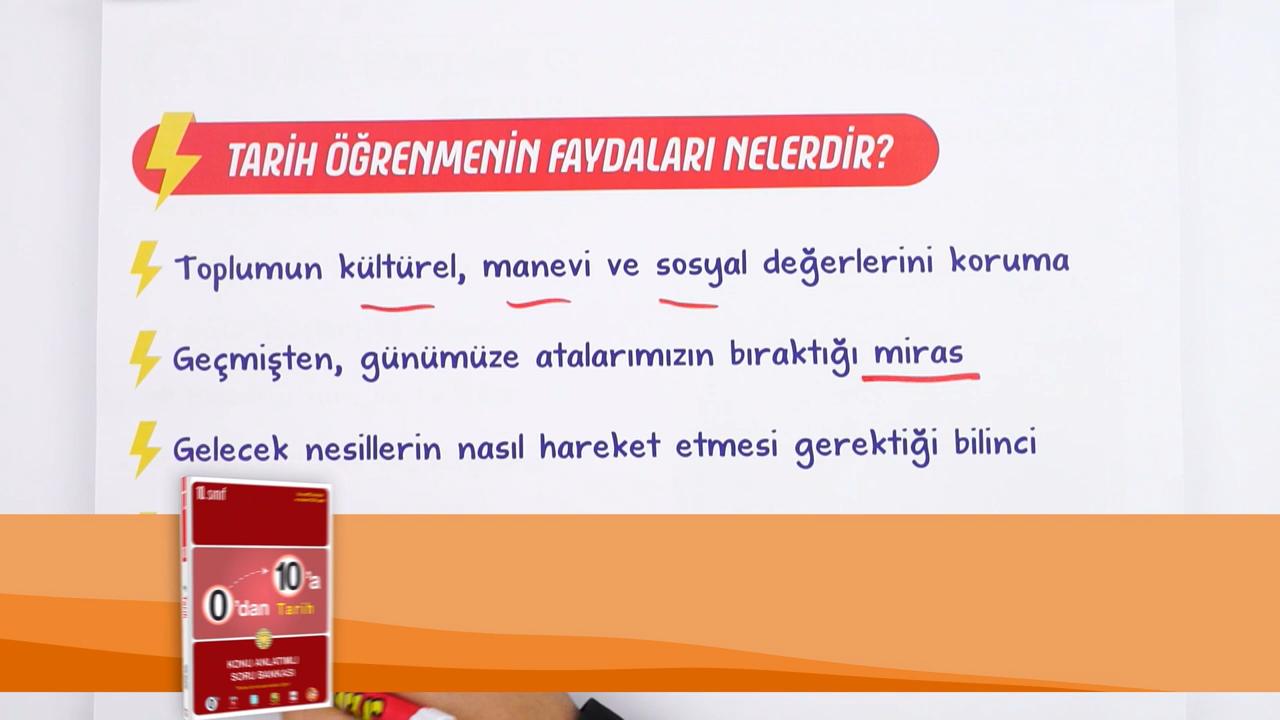 TARİH ÖĞRENMENİN FAYDALARI NELERDİR?
Toplumun kültürel, manevi ve sosyal değerlerini koruma
Geçmişten, günümüze atalarımızın bıraktığı miras
Gelecek nesillerin nasıl hareket etmesi gerektiği bilinci
10. sınıf
0'dan 10'a
Tarih
KONU ANLATIMLI
SORU BANKASI